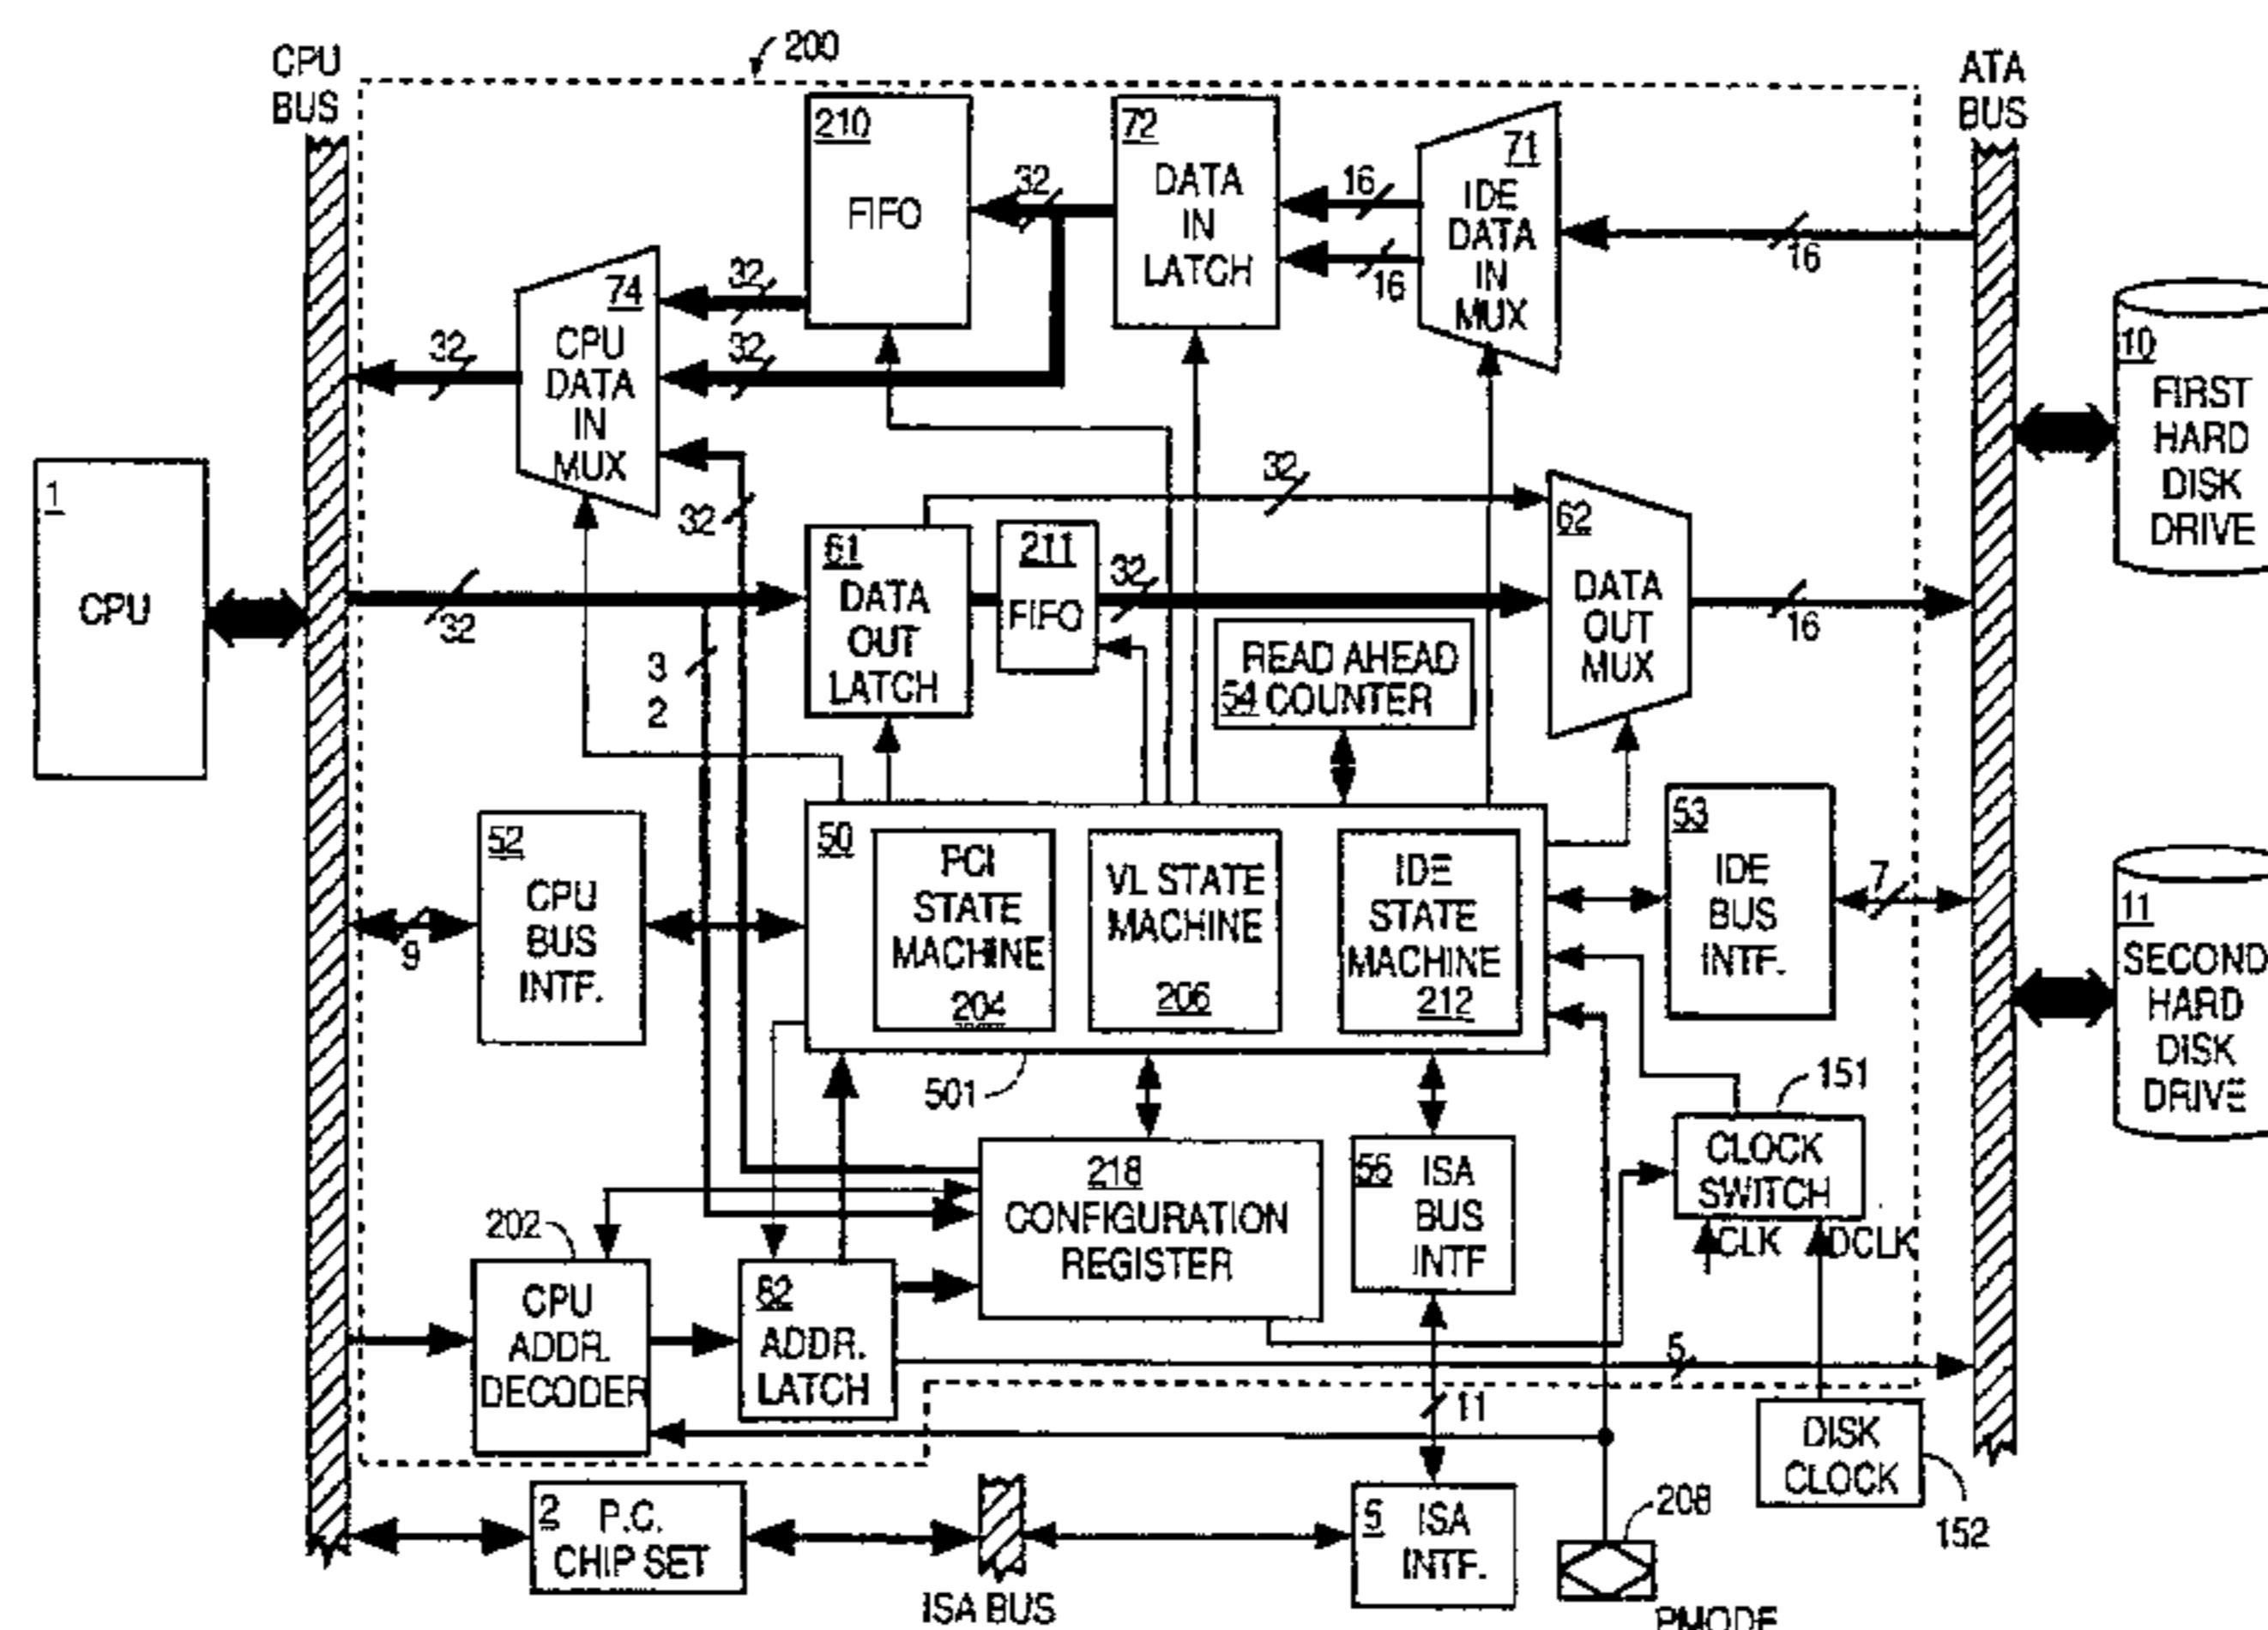 CPU
BUS
200
ATA
BUS
210
FIFO
32
72
DATA
IN
LATCH
16
16
71
IDE
DATA
IN
MUX
16
10
FIRST
HARD
DISK
DRIVE
32
74
CPU
DATA
IN
MUX
32
32
32
1
CPU
32
3
2
61
DATA
OUT
LATCH
211
FIFO
32
32
62
DATA
OUT
MUX
16
READ AHEAD
54 COUNTER
52
CPU
BUS
INTF.
9
50
PCI
STATE
MACHINE
204
VL STATE
MACHINE
206
IDE
STATE
MACHINE
212
501
53
IDE
BUS
INTF.
7
11
SECOND
HARD
DISK
DRIVE
151
CLOCK
SWITCH
CLK
DCLK
218
CONFIGURATION
REGISTER
55
ISA
BUS
INTF
202
CPU
ADDR.
DECODER
82
ADDR.
LATCH
5
11
DISK
CLOCK
152
2
P.C.
CHIP SET
ISA BUS
5
ISA
INTF.
208
PMODE